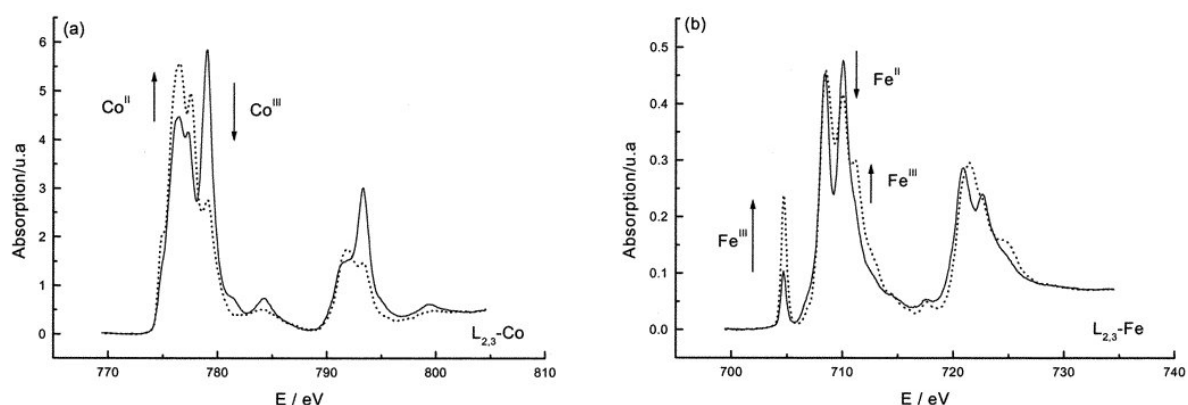 (a)
Absorption/u.a
6
5
4
3
2
1
0
Co^II
Co^III
L2,3-Co
770 780 790 800 810
E / eV
(b)
Absorption/u.a
0.5
0.4
0.3
0.2
0.1
0.0
Fe^II
Fe^III
Fe^III
L2,3-Fe
700 710 720 730 740
E / eV